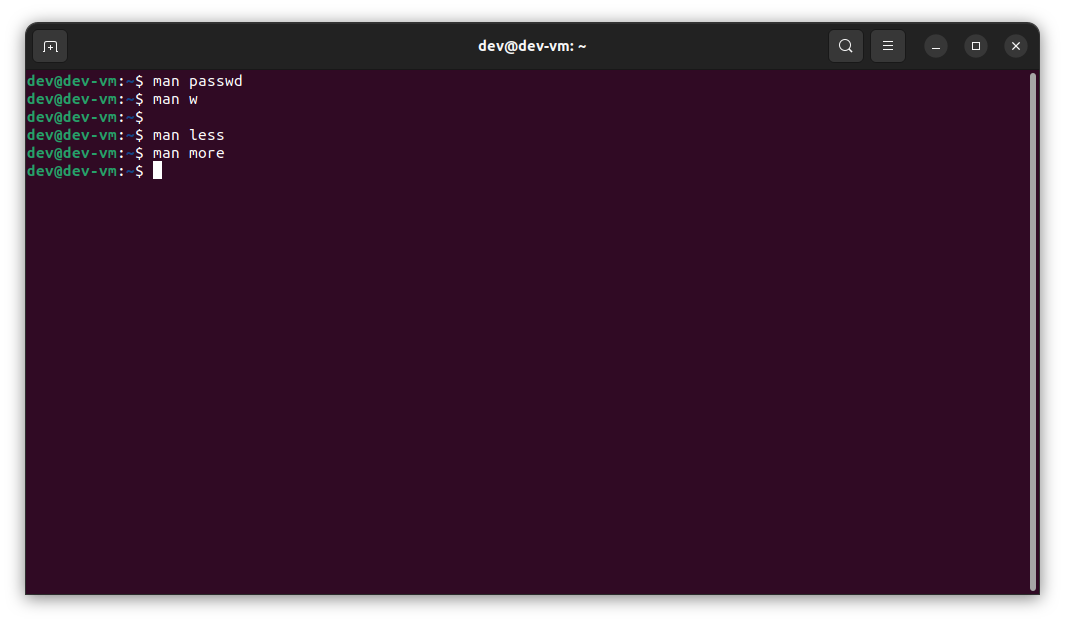 dev@dev-vm: ~
dev@dev-vm:~$ man passwd
dev@dev-vm:~$ man w
dev@dev-vm:~$
dev@dev-vm:~$ man less
dev@dev-vm:~$ man more
dev@dev-vm:~$